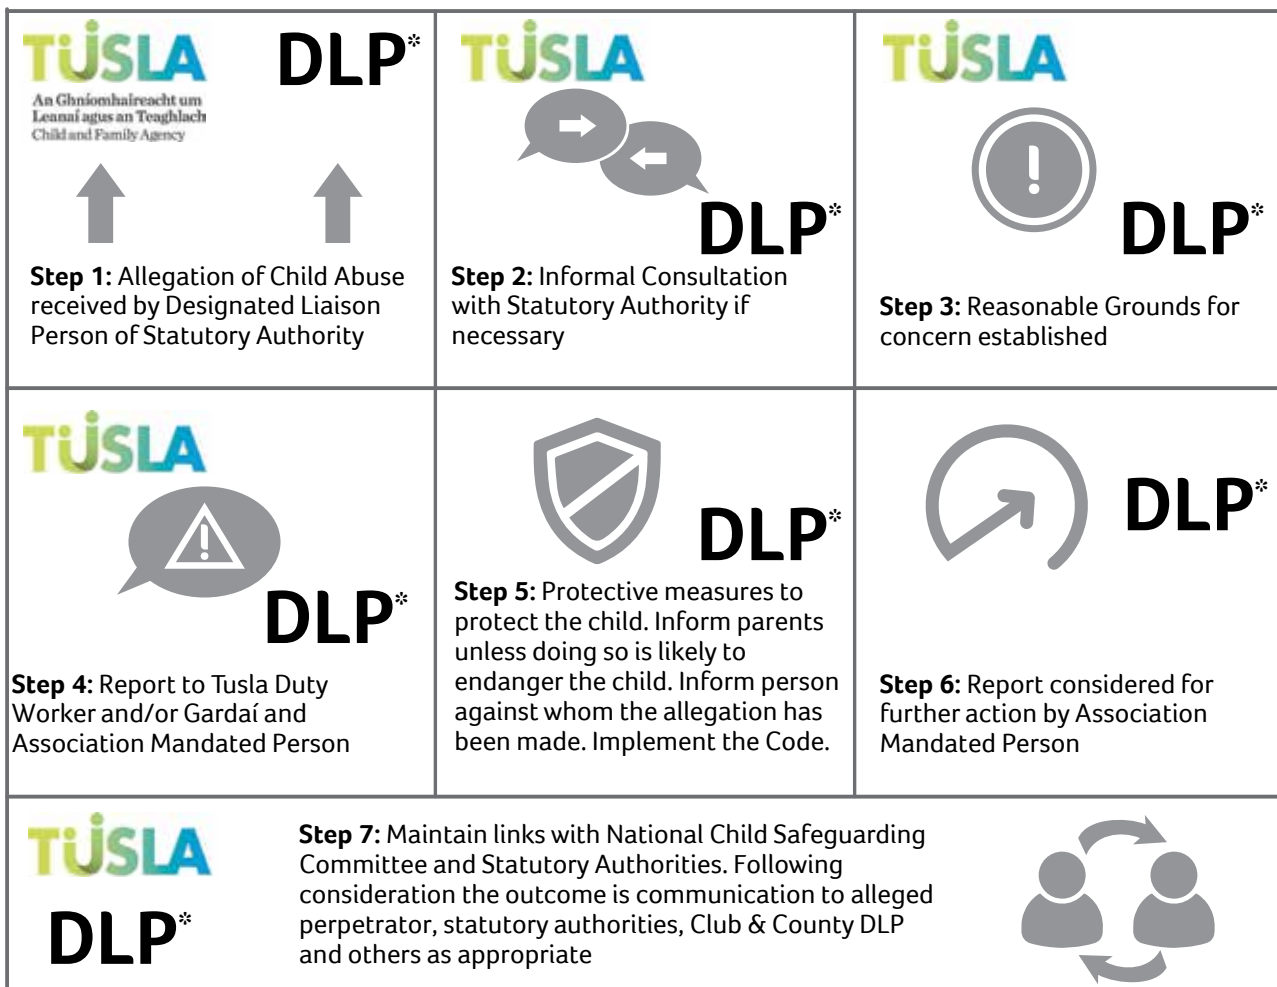 TUSLA
An Ghníomhaireacht um
Leanaí agus an Teaghlach
Child and Family Agency
DLP*
Step 1: Allegation of Child Abuse
received by Designated Liaison
Person of Statutory Authority
TUSLA
DLP*
Step 2: Informal Consultation
with Statutory Authority if
necessary
TUSLA
!
DLP*
Step 3: Reasonable Grounds for
concern established
TUSLA
!
DLP*
Step 4: Report to Tusla Duty
Worker and/or Gardaí and
Association Mandated Person
DLP*
Step 5: Protective measures to
protect the child. Inform parents
unless doing so is likely to
endanger the child. Inform person
against whom the allegation has
been made. Implement the Code.
DLP*
Step 6: Report considered for
further action by Association
Mandated Person
TUSLA
DLP*
Step 7: Maintain links with National Child Safeguarding
Committee and Statutory Authorities. Following
consideration the outcome is communication to alleged
perpetrator, statutory authorities, Club & County DLP
and others as appropriate